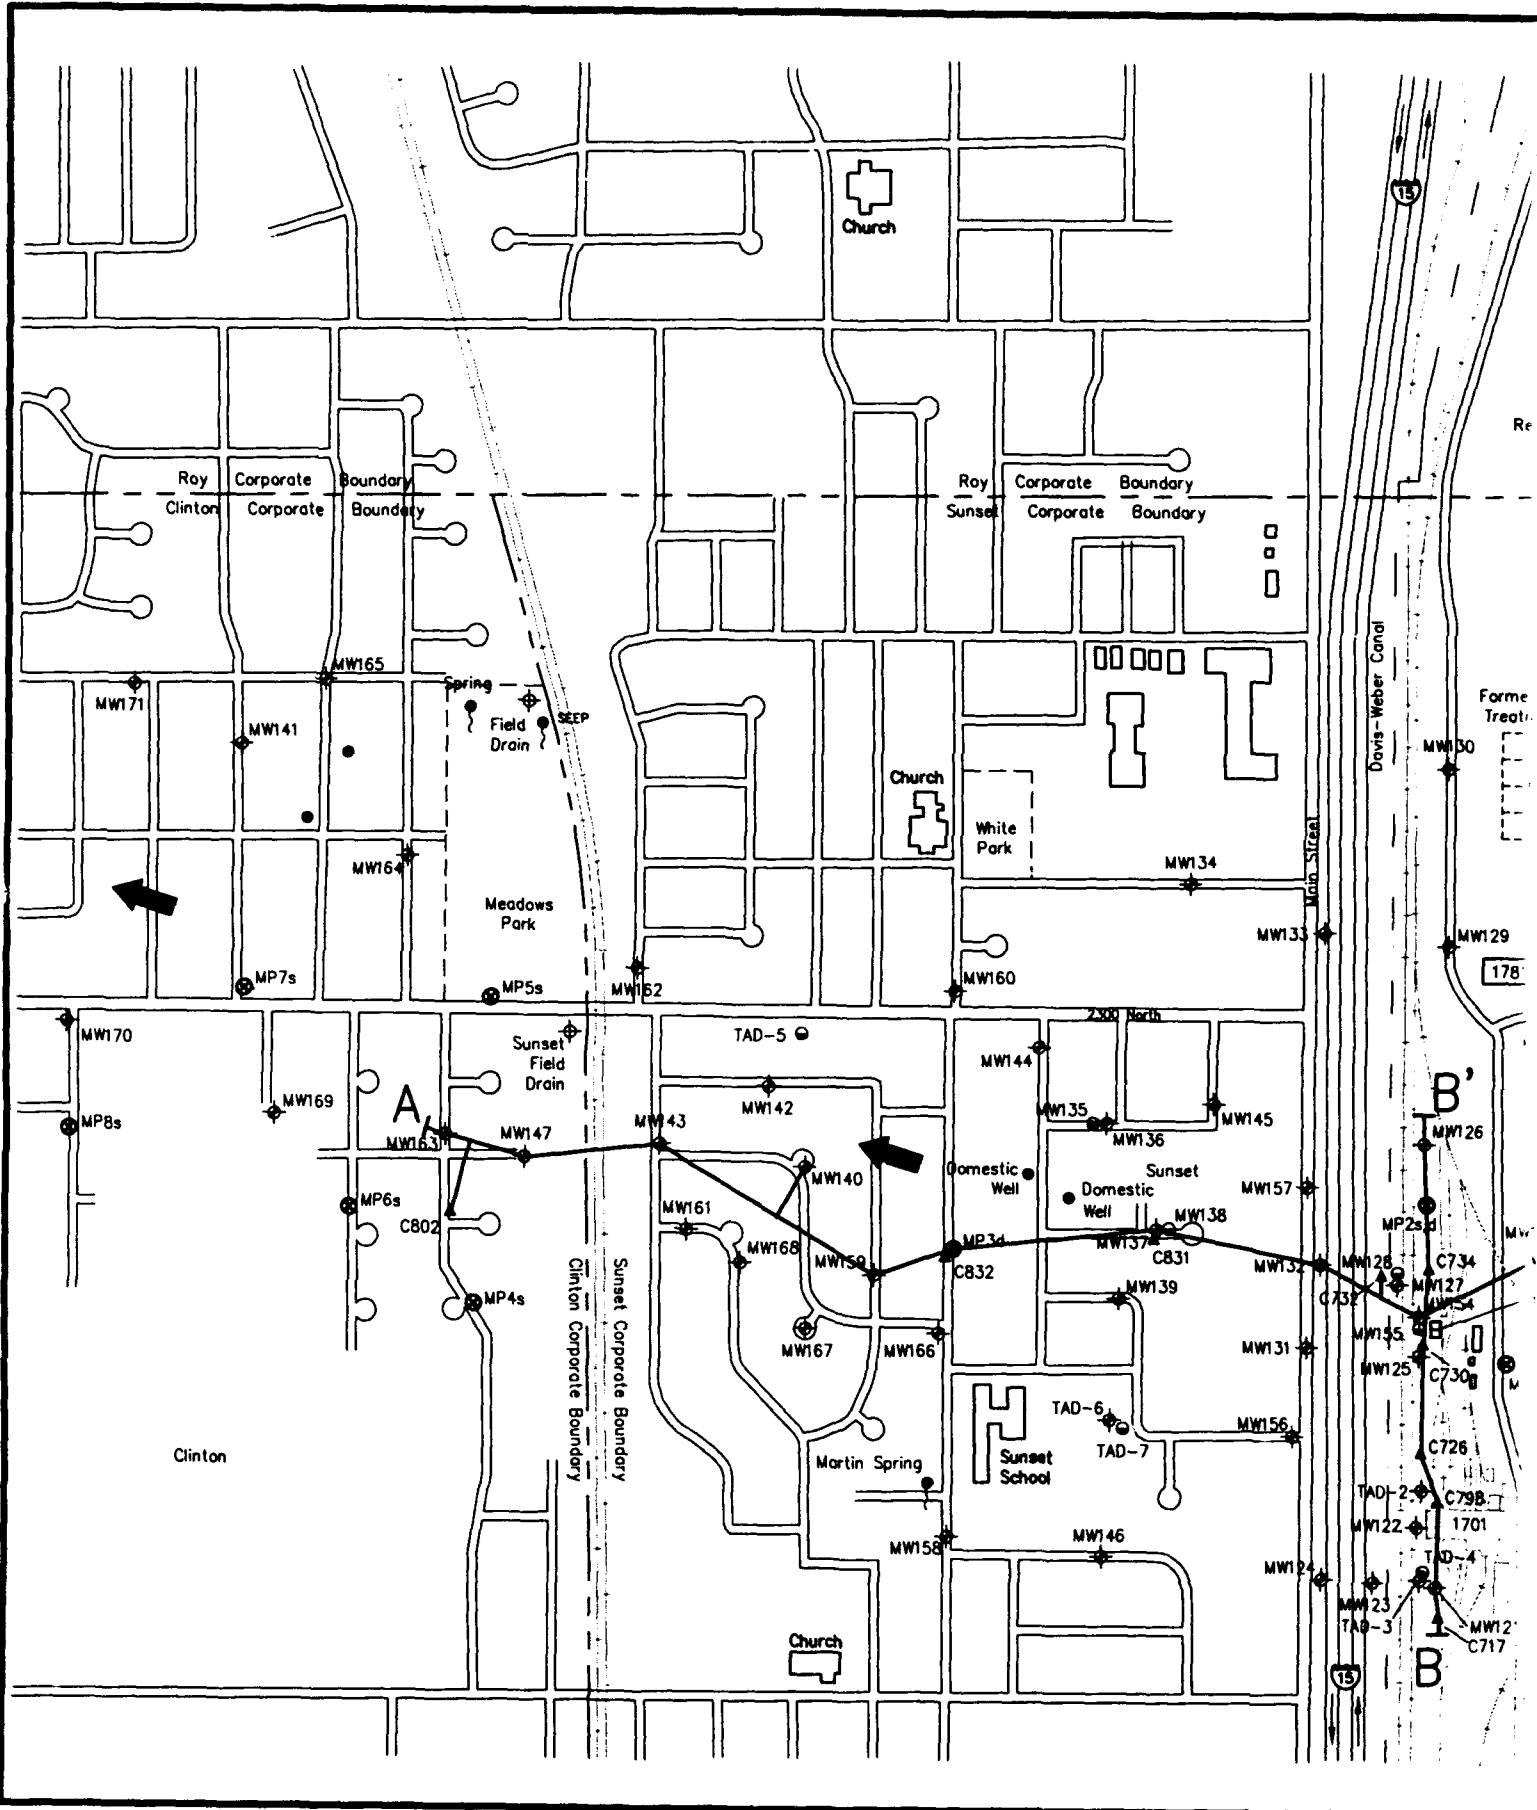 15
Church
Roy Corporate Boundary
Clinton Corporate Boundary
Roy Corporate Boundary
Sunset Corporate Boundary
Davis-Weber Canal
MW165
MW171
MW141
Spring
SEEP
Field
Drain
MW130
Church
White
Park
MW164
MW134
Main Street
Meadows
Park
MW133
MW129
MP7s
MP5s
MW162
MW160
2300 North
MW170
Sunset
Field
Drain
TAD-5
MW144
MW169
MW142
MW145
MP8s
A
MW163
MW147
MW143
MW135
MW136
B'
MW126
MW140
Domestic
Well
Sunset
Domestic
Well
MW157
MP6s
C802
MW161
MW168
MW159
MP3d
C832
MW137
MW138
C831
MP2s,d
C734
MW132
MW128
MW127
C732
MW154
MP4s
MW139
MW155
B
MW167
MW166
MW131
MW125
C730
Clinton Corporate Boundary
Sunset Corporate Boundary
TAD-6
TAD-7
MW156
Clinton
Martin Spring
Sunset
School
C726
TAD-2
C798
MW122
1701
MW158
MW146
TAD-4
MW124
MW123
TAD-3
C717
Church
15
B